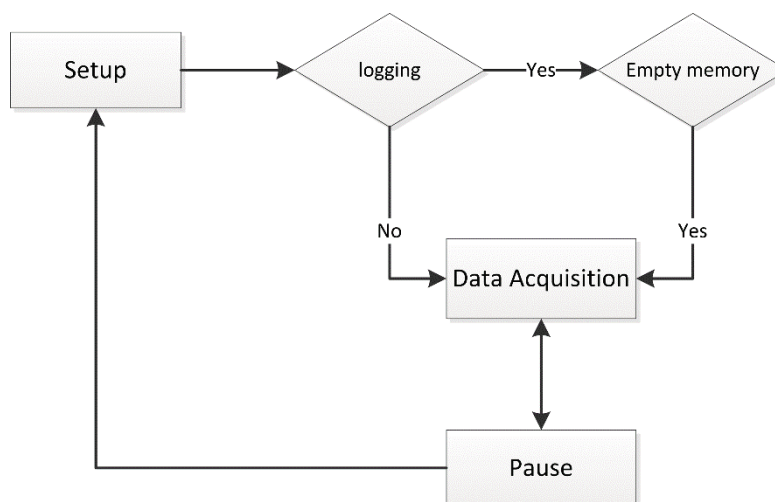 Setup
logging
Yes
Empty memory
No
Yes
Data Acquisition
Pause